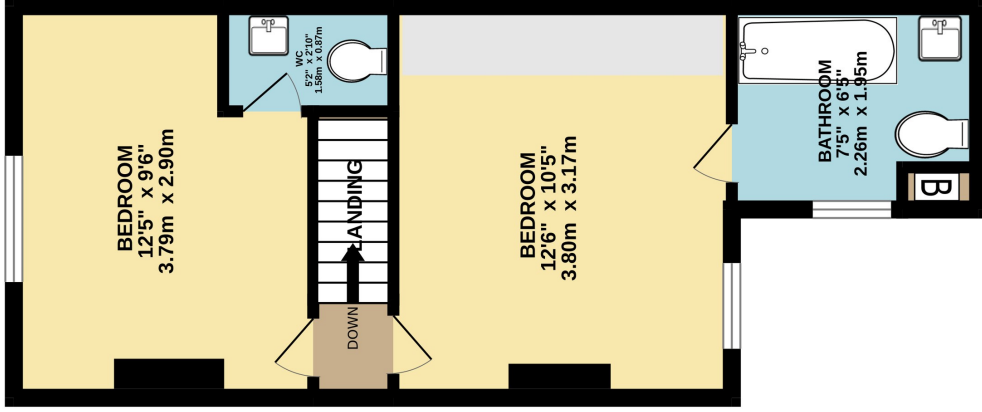 BEDROOM
12'5" x 9'6"
3.79m x 2.90m
WC
5'2" x 2'10"
1.58m x 0.87m
LANDING
DOWN
BEDROOM
12'6" x 10'5"
3.80m x 3.17m
BATHROOM
7'5" x 6'5"
2.26m x 1.95m
B